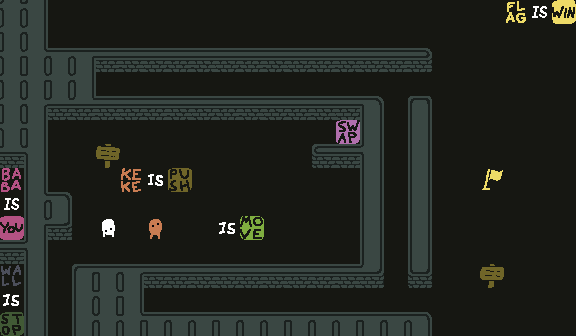 FLAG IS WIN
SWAP
BABA IS YOU
KEKE IS PUSH
IS MOVE
WALL IS STOP